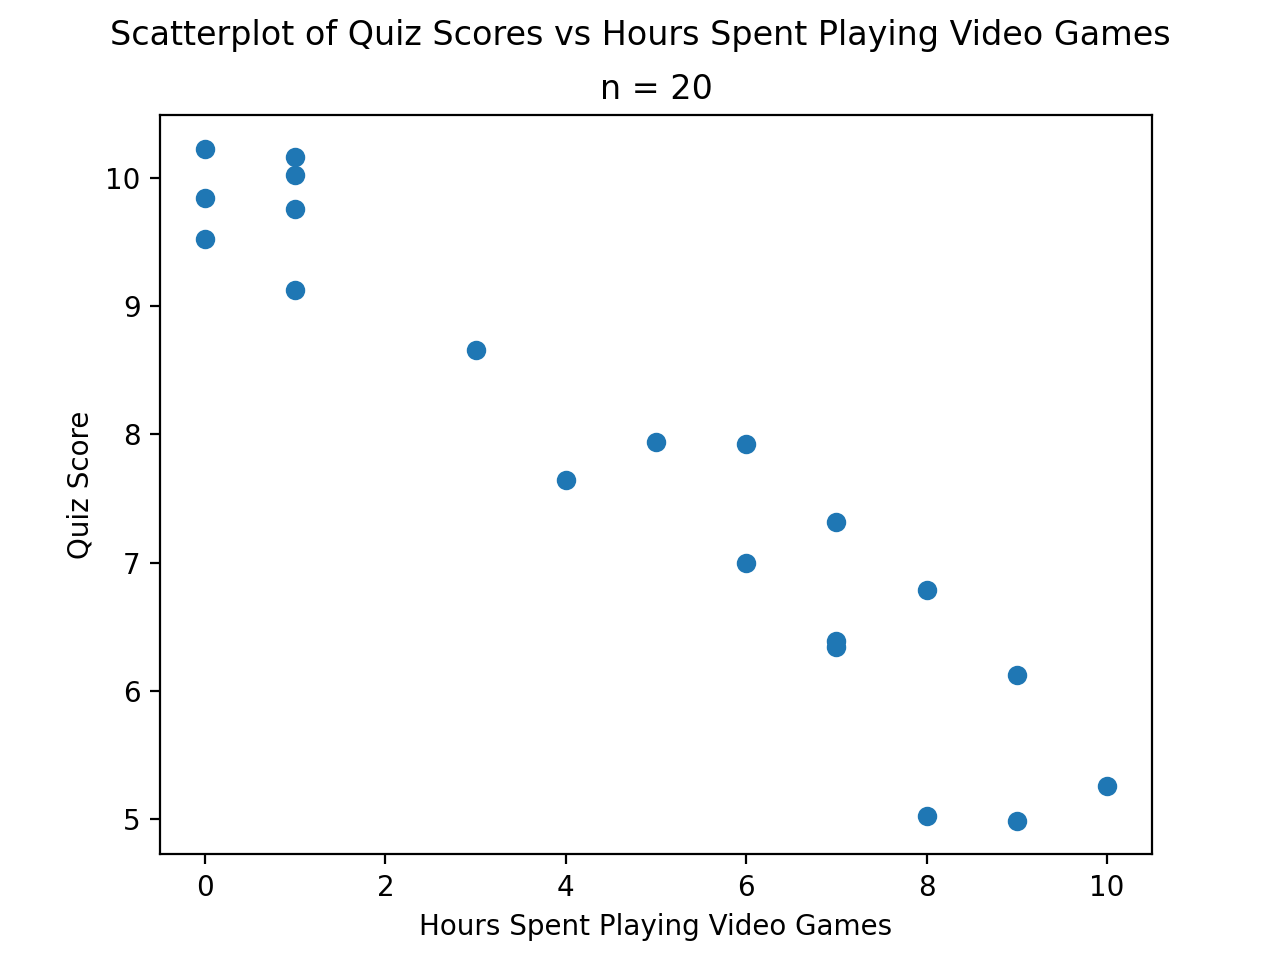 Scatterplot of Quiz Scores vs Hours Spent Playing Video Games
n = 20
10
9
8
7
6
5
Quiz Score
0 2 4 6 8 10
Hours Spent Playing Video Games